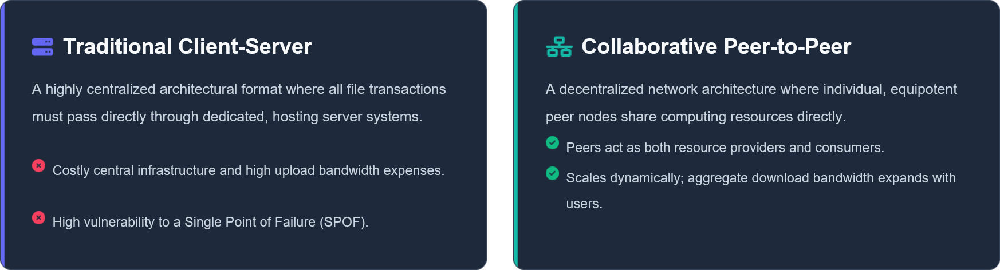 Traditional Client-Server
A highly centralized architectural format where all file transactions
must pass directly through dedicated, hosting server systems.
Costly central infrastructure and high upload bandwidth expenses.
High vulnerability to a Single Point of Failure (SPOF).
Collaborative Peer-to-Peer
A decentralized network architecture where individual, equipotent
peer nodes share computing resources directly.
Peers act as both resource providers and consumers.
Scales dynamically; aggregate download bandwidth expands with
users.